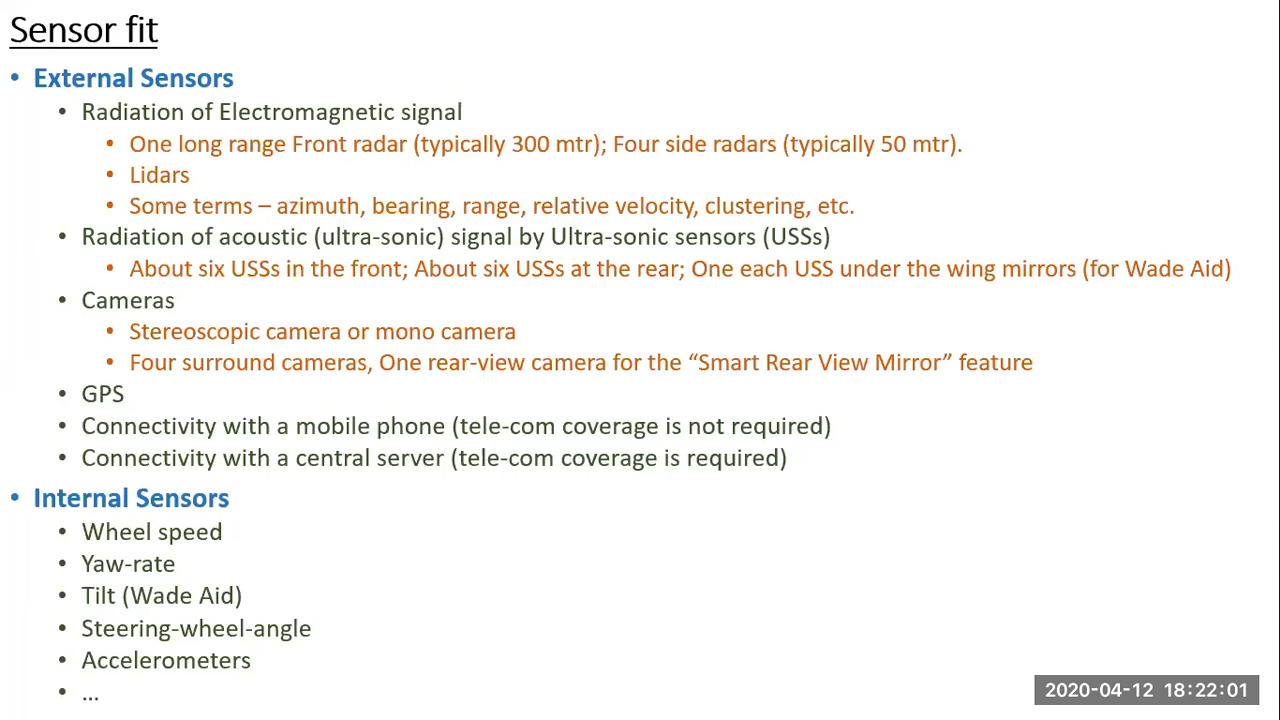 Sensor fit
• External Sensors
• Radiation of Electromagnetic signal
• One long range Front radar (typically 300 mtr); Four side radars (typically 50 mtr).
• Lidars
• Some terms – azimuth, bearing, range, relative velocity, clustering, etc.
• Radiation of acoustic (ultra-sonic) signal by Ultra-sonic sensors (USSs)
• About six USSs in the front; About six USSs at the rear; One each USS under the wing mirrors (for Wade Aid)
• Cameras
• Stereoscopic camera or mono camera
• Four surround cameras, One rear-view camera for the “Smart Rear View Mirror” feature
• GPS
• Connectivity with a mobile phone (tele-com coverage is not required)
• Connectivity with a central server (tele-com coverage is required)
• Internal Sensors
• Wheel speed
• Yaw-rate
• Tilt (Wade Aid)
• Steering-wheel-angle
• Accelerometers
• ...
2020-04-12 18:22:01